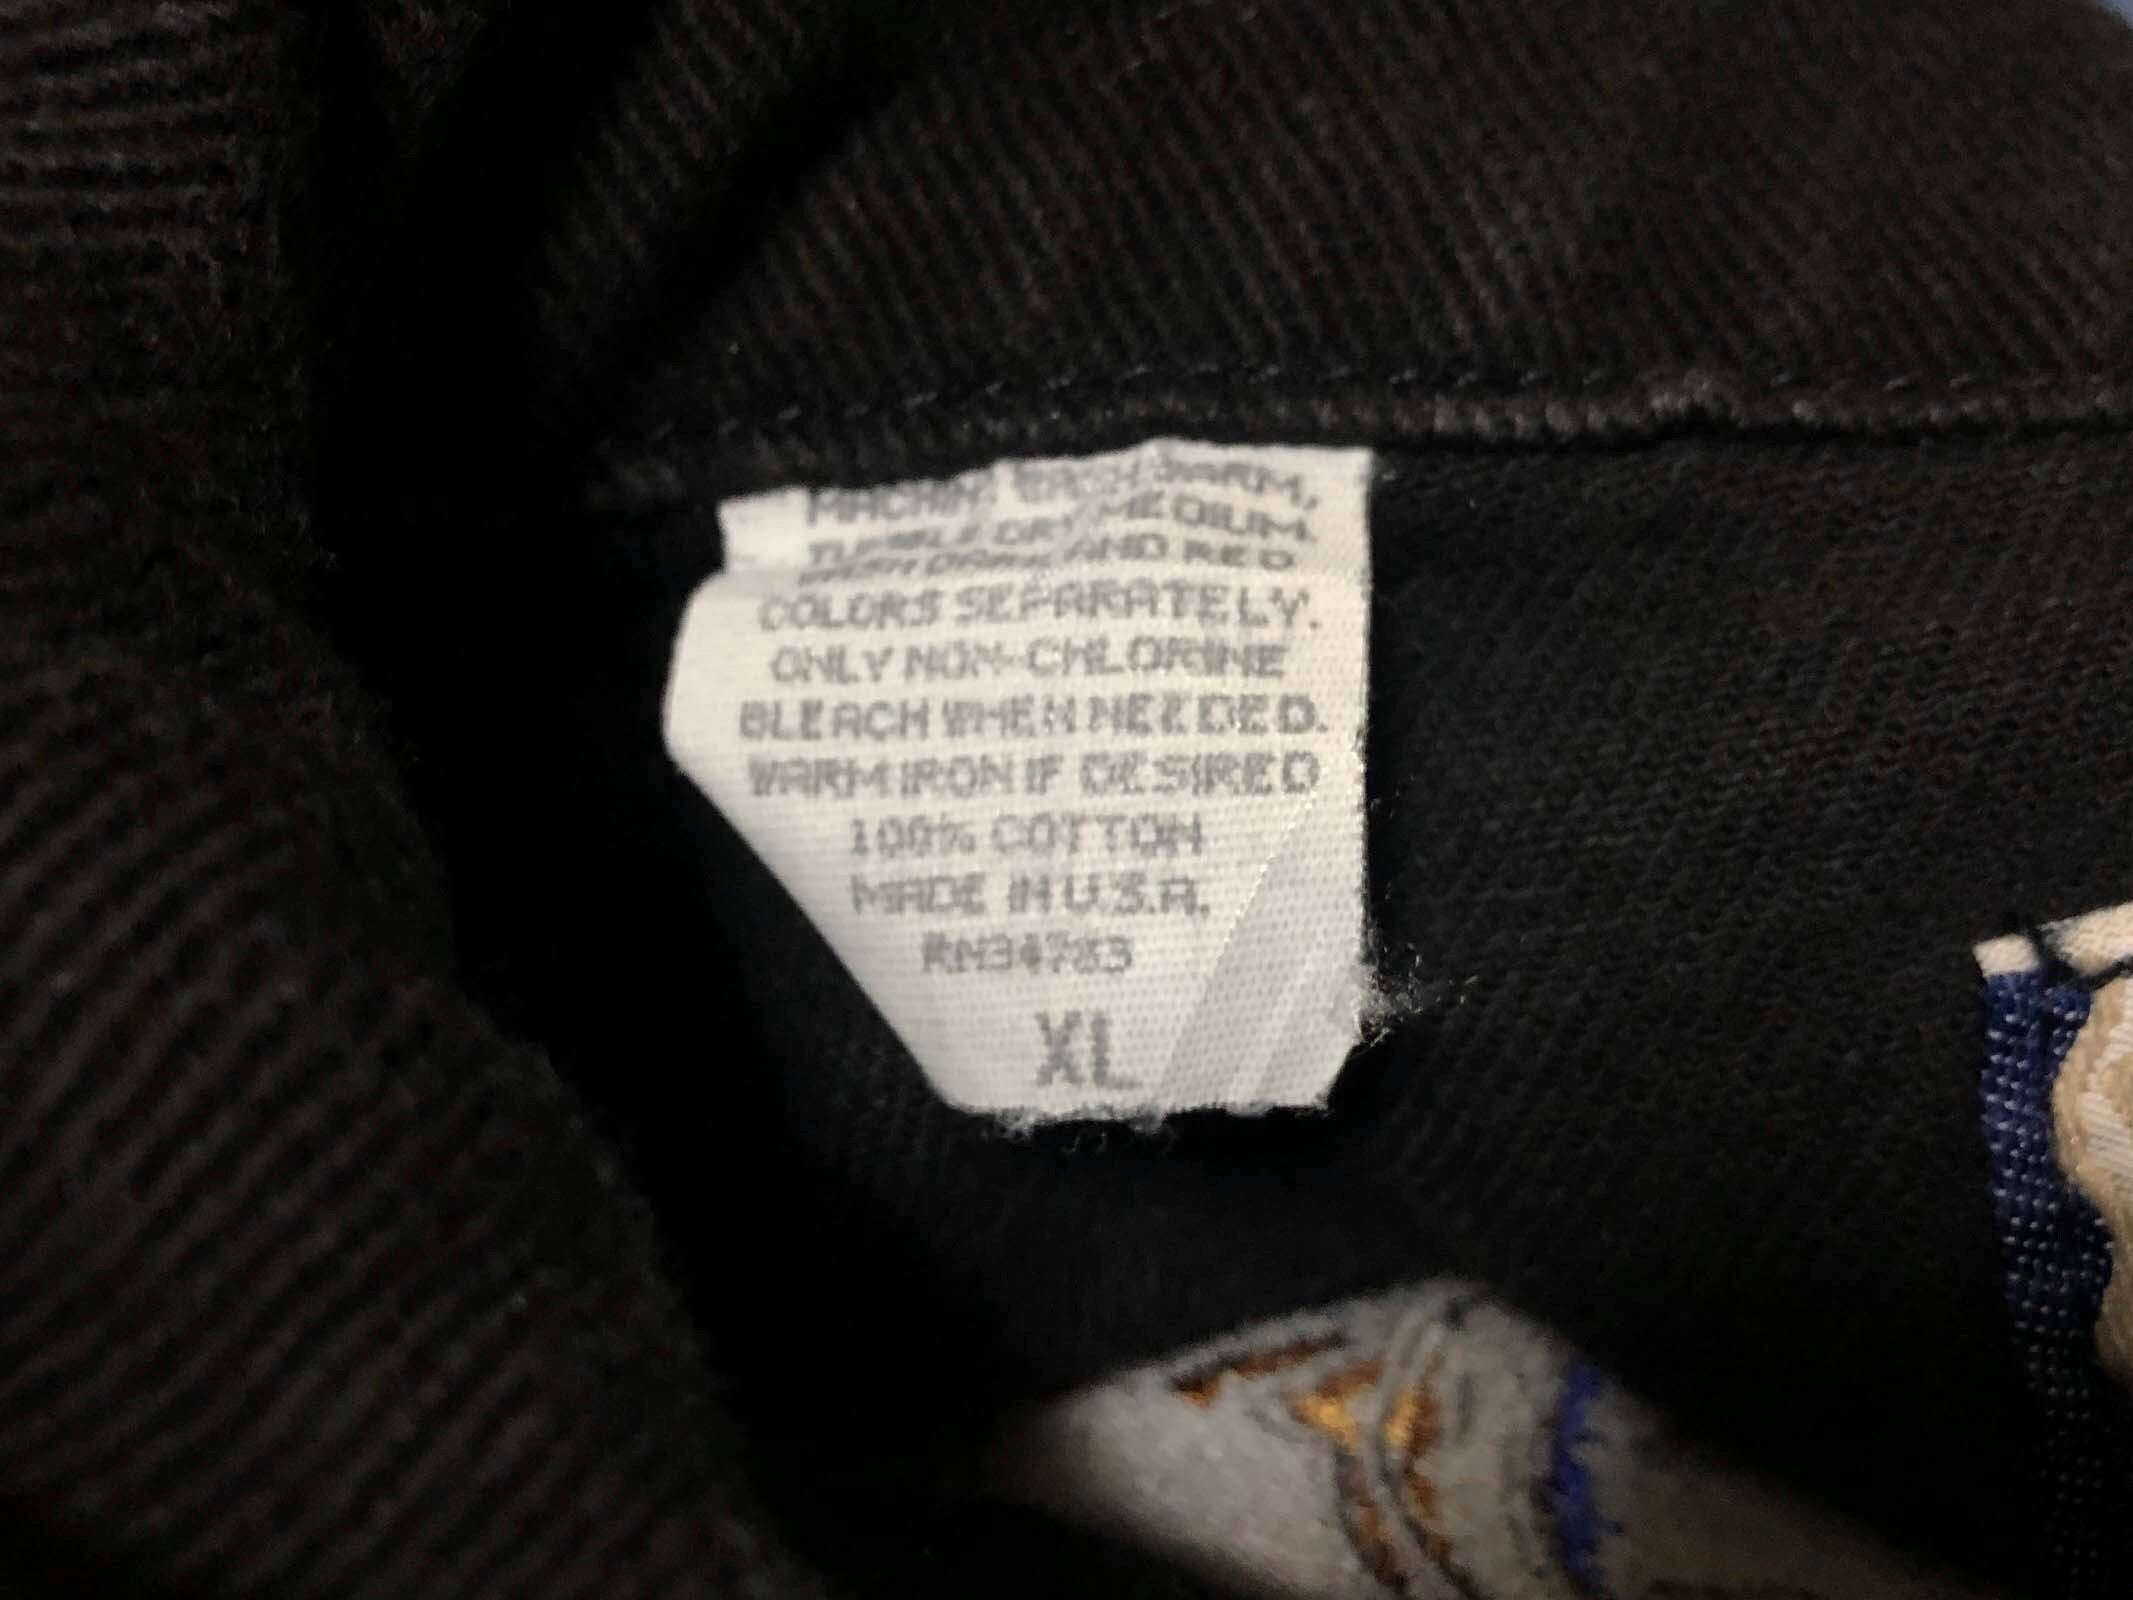 MACHINE WASH WARM,
TUMBLE DRY MEDIUM.
WASH DARK AND RED
COLORS SEPARATELY.
ONLY NON-CHLORINE
BLEACH WHEN NEEDED.
WARM IRON IF DESIRED
100% COTTON
MADE IN U.S.A.
RN34763
XL